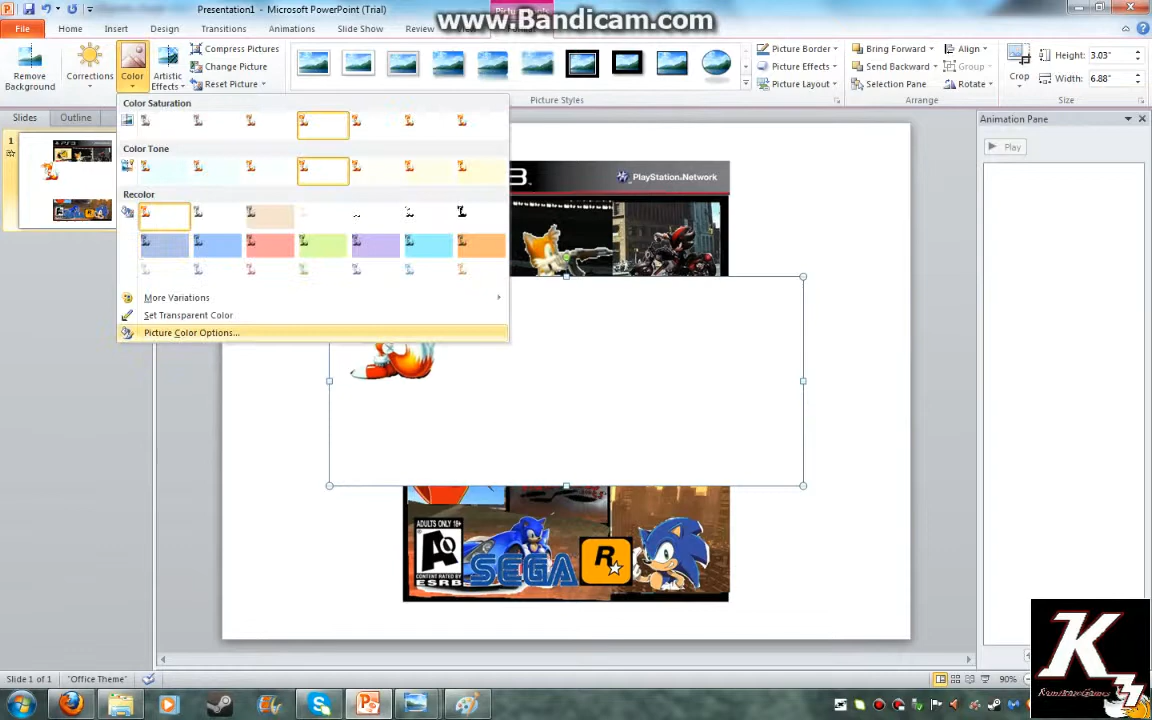 www.Bandicam.com
Presentation1 - Microsoft PowerPoint (Trial)
File Home Insert Design Transitions Animations Slide Show Review
Remove Background
Corrections
Color
Artistic Effects
Compress Pictures
Change Picture
Reset Picture
Picture Border
Picture Effects
Picture Layout
Picture Styles
Bring Forward
Send Backward
Selection Pane
Align
Group
Rotate
Arrange
Crop
Height: 3.03"
Width: 6.88"
Size
Slides Outline
1
Color Saturation
Color Tone
Recolor
More Variations
Set Transparent Color
Picture Color Options...
PlayStation Network
ADULTS ONLY 18+
AO
CONTENT RATED BY
ESRB
SEGA
R
Animation Pane
Play
K
KamikazeGames
Slide 1 of 1 "Office Theme" 90%